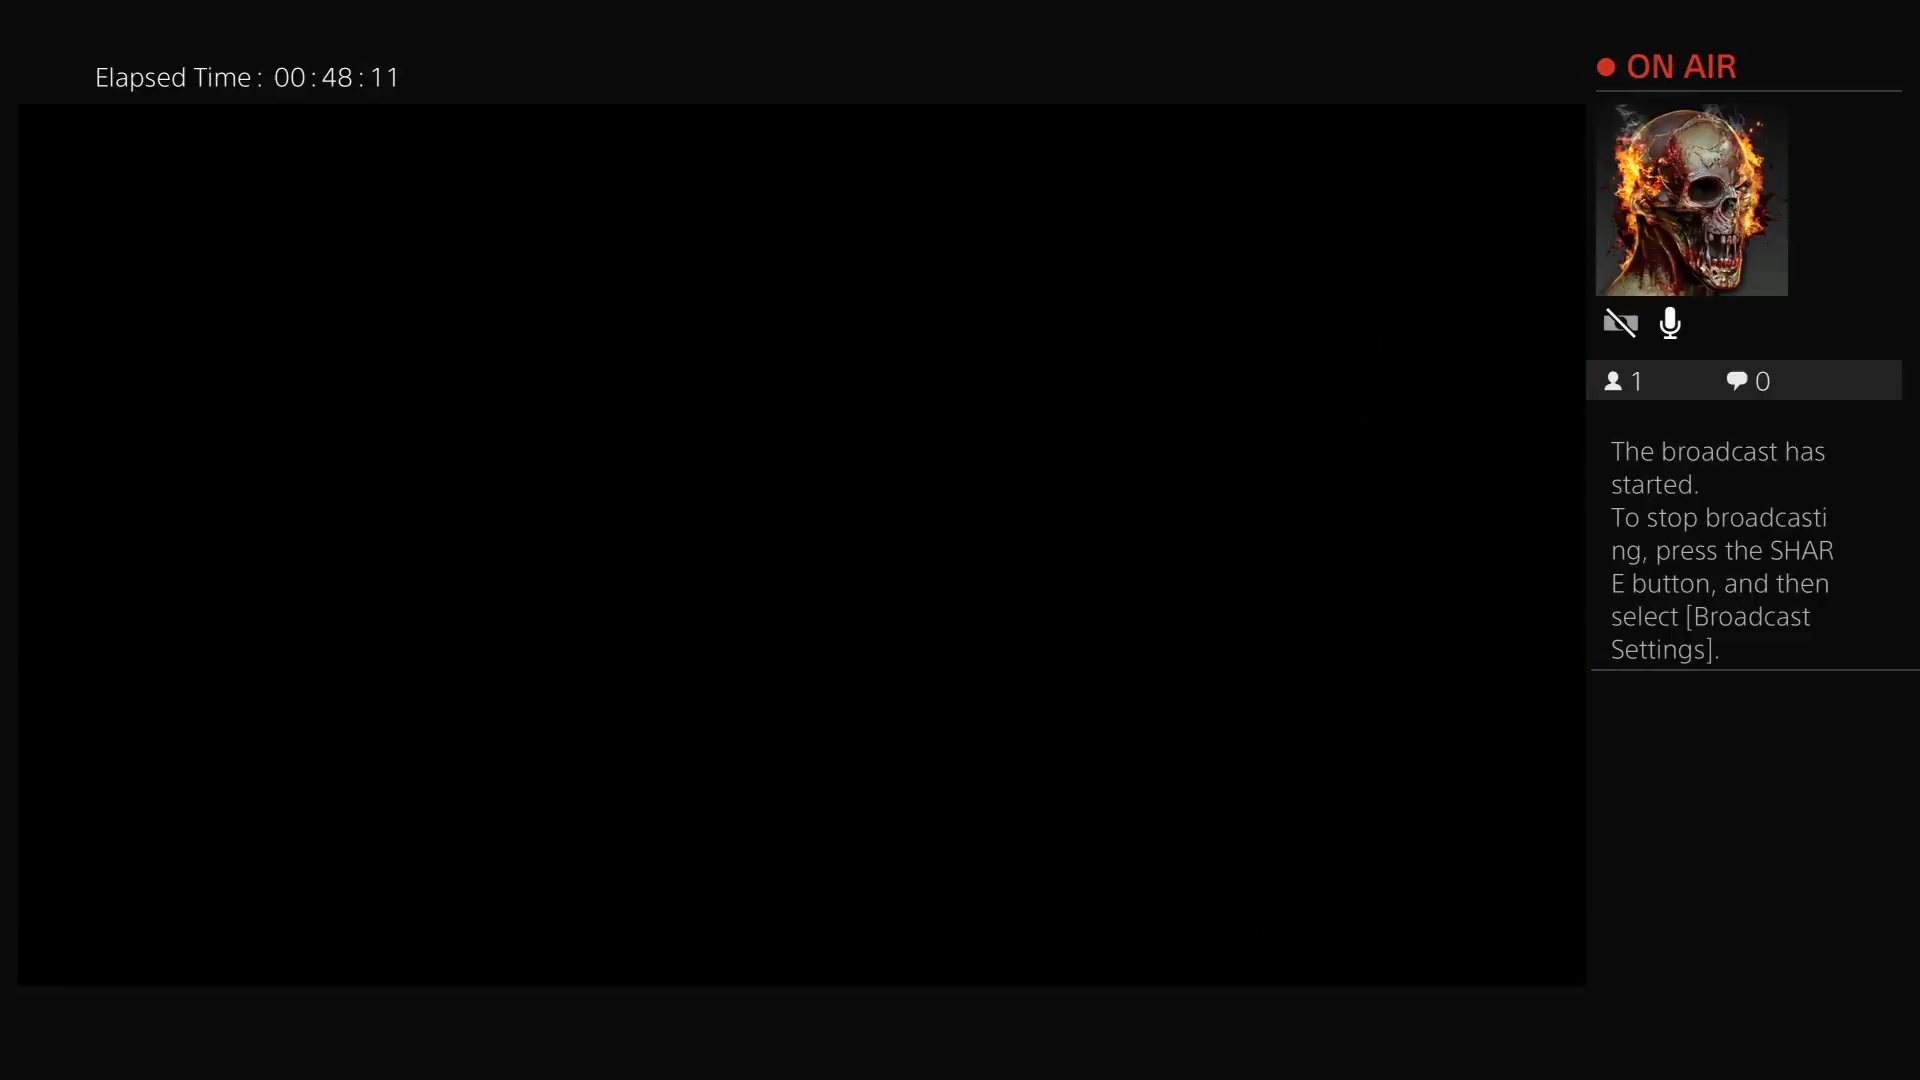 Elapsed Time: 00:48:11
ON AIR
1 0
The broadcast has
started.
To stop broadcasti
ng, press the SHAR
E button, and then
select [Broadcast
Settings].